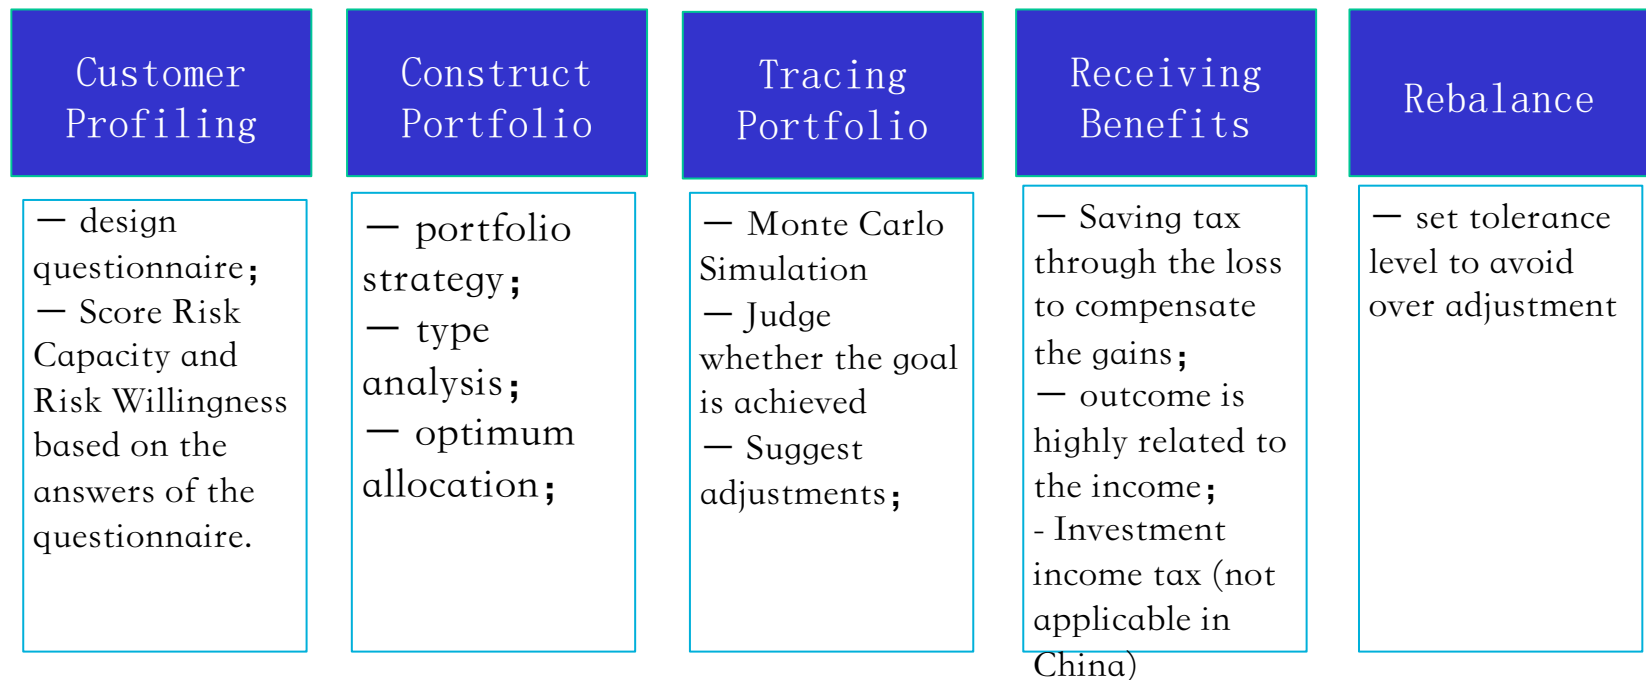 Customer
Profiling
— design
questionnaire;
— Score Risk
Capacity and
Risk Willingness
based on the
answers of the
questionnaire.
Construct
Portfolio
— portfolio
strategy;
— type
analysis;
— optimum
allocation;
Tracing
Portfolio
— Monte Carlo
Simulation
— Judge
whether the goal
is achieved
— Suggest
adjustments;
Receiving
Benefits
— Saving tax
through the loss
to compensate
the gains;
— outcome is
highly related to
the income;
- Investment
income tax (not
applicable in
China)
Rebalance
— set tolerance
level to avoid
over adjustment